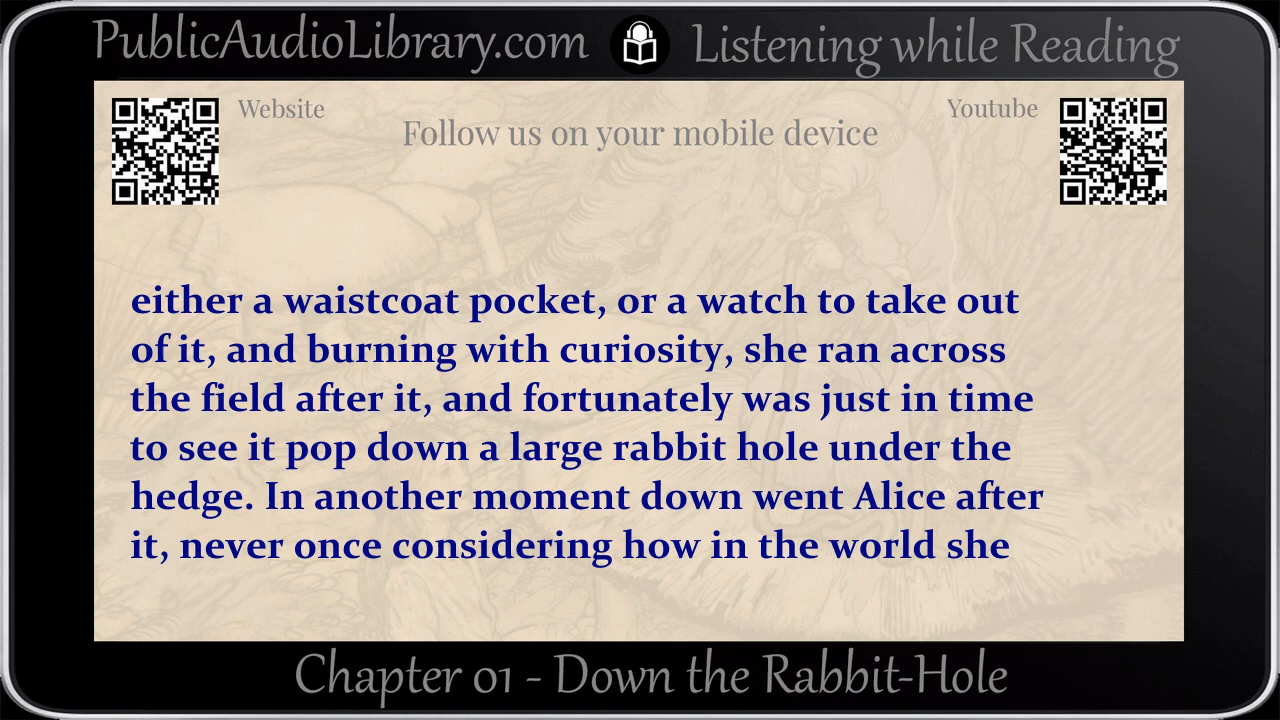 PublicAudioLibrary.com Listening while Reading
Website
Youtube
Follow us on your mobile device
either a waistcoat pocket, or a watch to take out
of it, and burning with curiosity, she ran across
the field after it, and fortunately was just in time
to see it pop down a large rabbit hole under the
hedge. In another moment down went Alice after
it, never once considering how in the world she
Chapter 01 - Down the Rabbit-Hole